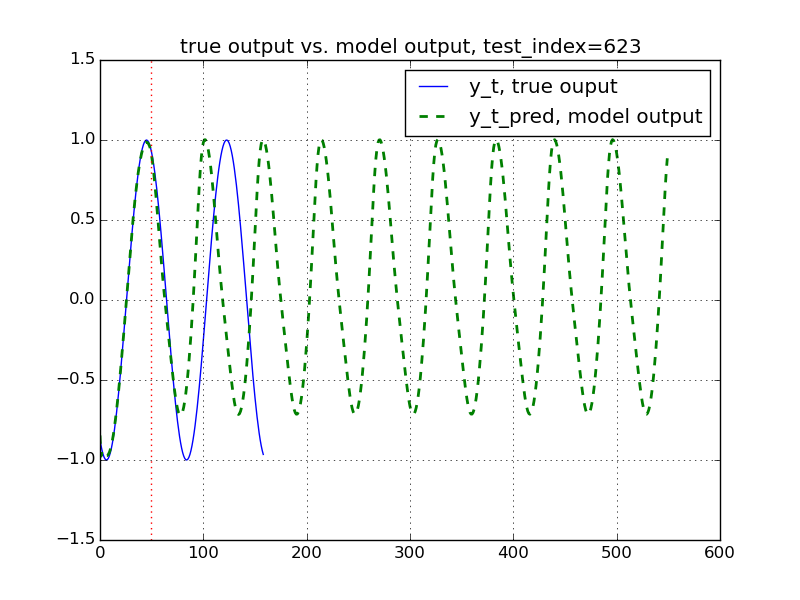 true output vs. model output, test_index=623
y_t, true ouput
y_t_pred, model output
1.5
1.0
0.5
0.0
−0.5
−1.0
−1.5
0 100 200 300 400 500 600